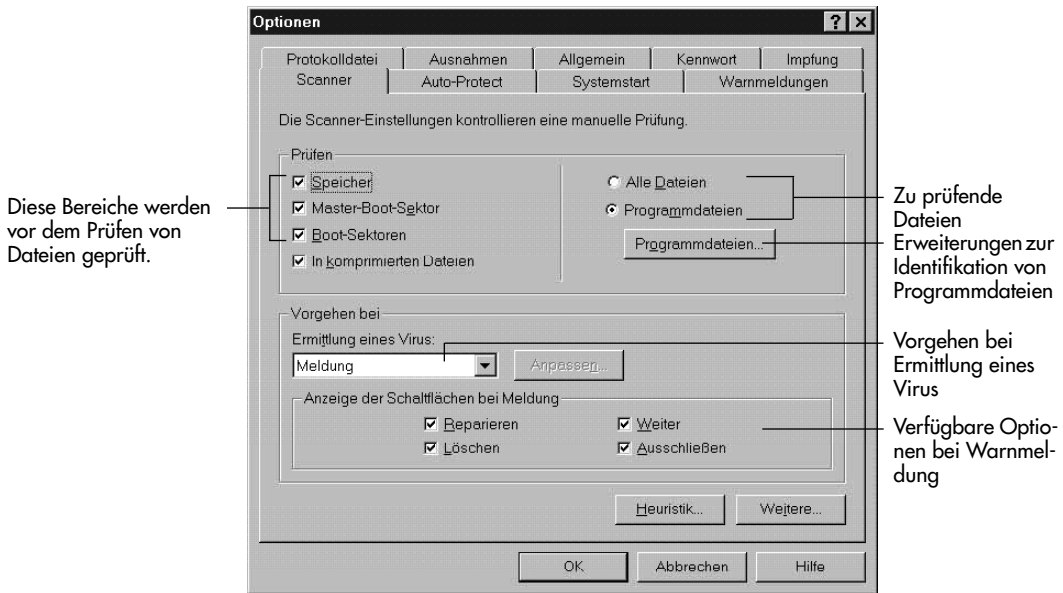 Optionen
Protokolldatei Ausnahmen Allgemein Kennwort Impfung
Scanner Auto-Protect Systemstart Warnmeldungen
Die Scanner-Einstellungen kontrollieren eine manuelle Prüfung.
Prüfen
Speicher
Master-Boot-Sektor
Boot-Sektoren
In komprimierten Dateien
Alle Dateien
Programmdateien
Programmdateien...
Vorgehen bei
Ermittlung eines Virus:
Meldung
Anpassen...
Anzeige der Schaltflächen bei Meldung
Reparieren
Weiter
Löschen
Ausschließen
Heuristik...
Weitere...
OK
Abbrechen
Hilfe
Diese Bereiche werden
vor dem Prüfen von
Dateien geprüft.
Zu prüfende
Dateien
Erweiterungen zur
Identifikation von
Programmdateien
Vorgehen bei
Ermittlung eines
Virus
Verfügbare Optio-
nen bei Warnmel-
dung